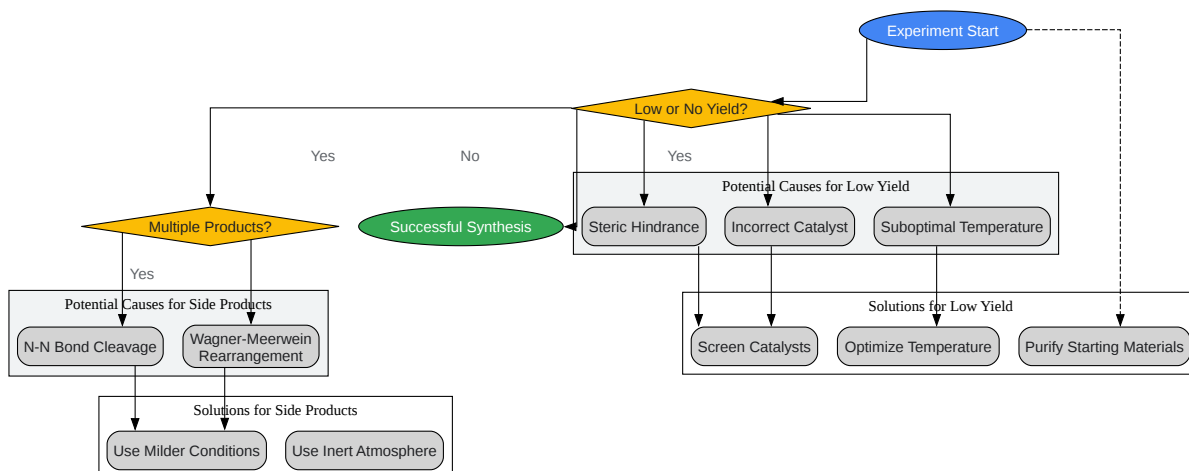 Experiment Start
Low or No Yield?
Yes
No
Yes
Potential Causes for Low Yield
Multiple Products?
Successful Synthesis
Steric Hindrance
Incorrect Catalyst
Suboptimal Temperature
Yes
Potential Causes for Side Products
Solutions for Low Yield
N-N Bond Cleavage
Wagner-Meerwein
Rearrangement
Screen Catalysts
Optimize Temperature
Purify Starting Materials
Solutions for Side Products
Use Milder Conditions
Use Inert Atmosphere